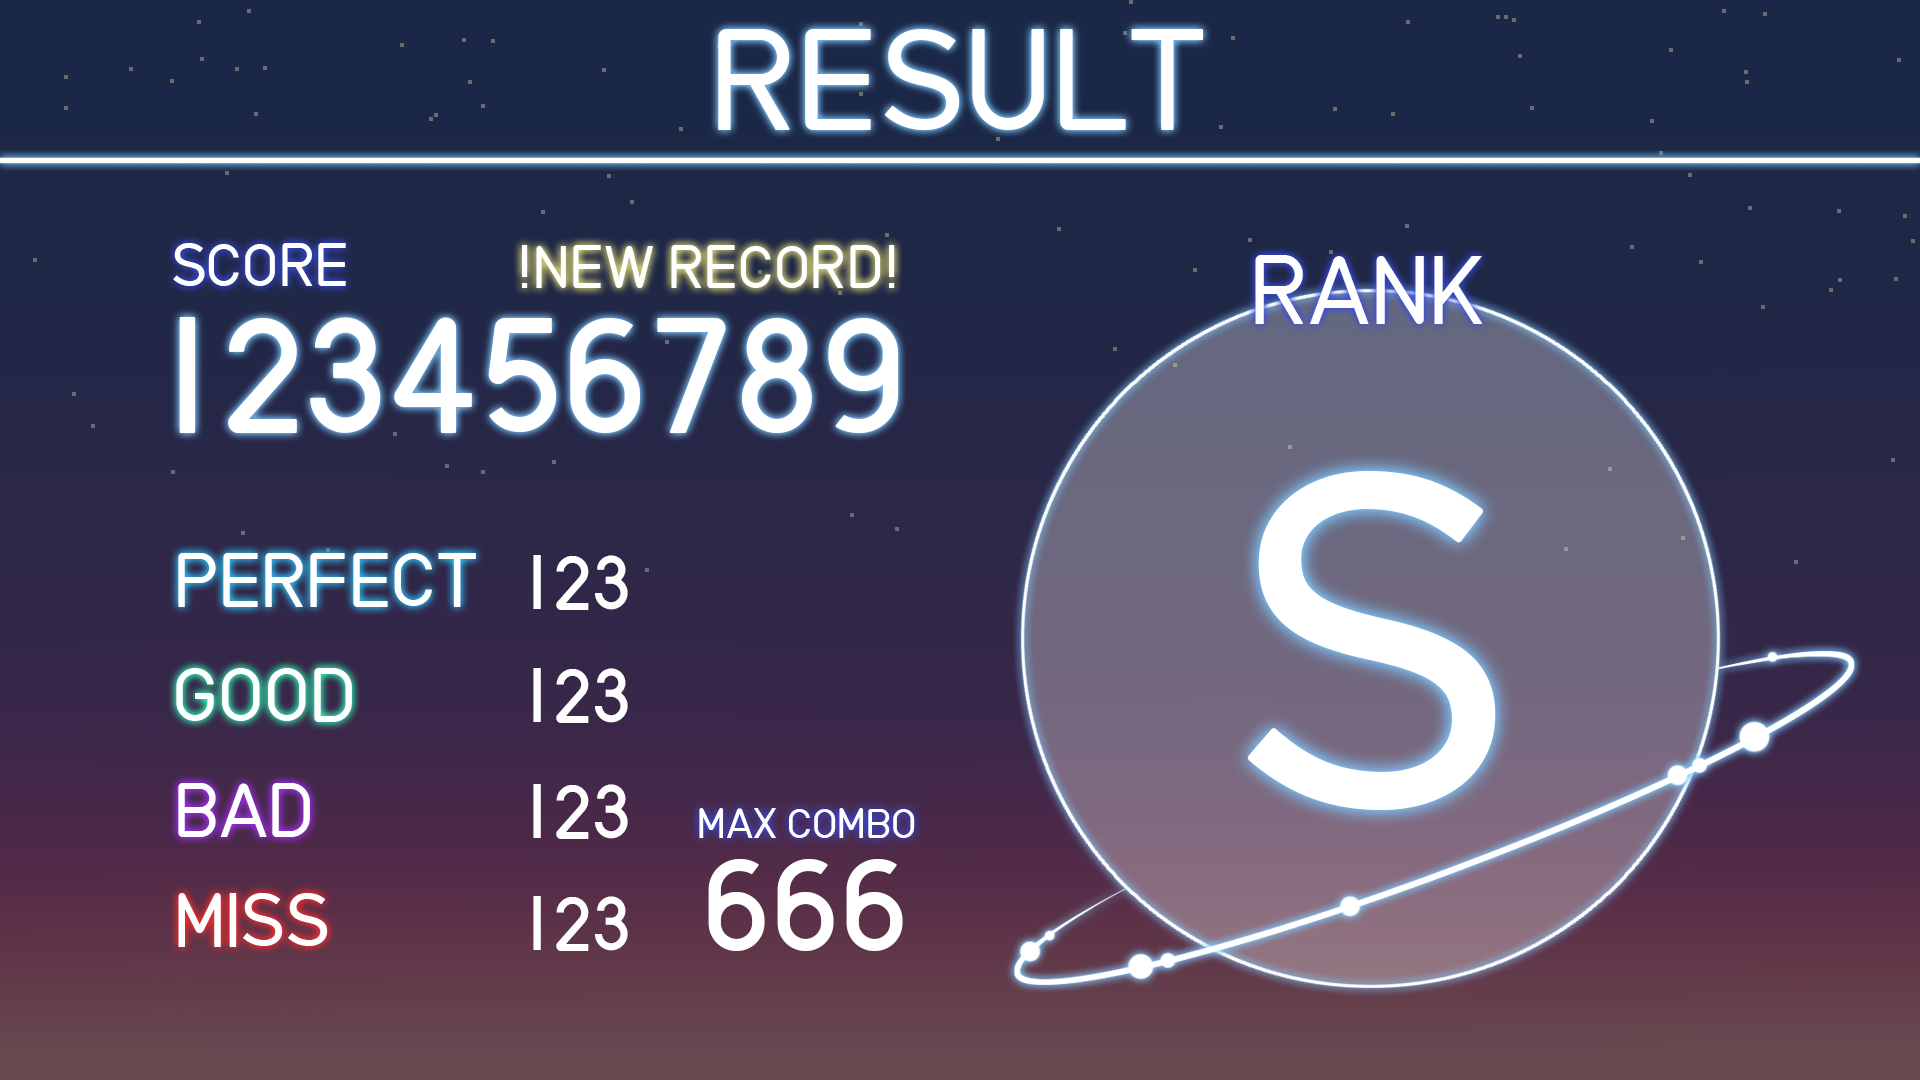 RESULT
SCORE !NEW RECORD!
123456789
PERFECT 123
GOOD 123
BAD 123
MISS 123
MAX COMBO
666
RANK
S